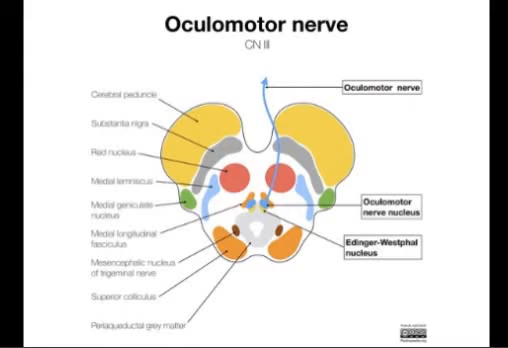 Oculomotor nerve
CN III
Cerebral peduncle
Substantia nigra
Red nucleus
Medial lemniscus
Medial geniculate
nucleus
Medial longitudinal
fasciculus
Mesencephalic nucleus
of trigeminal nerve
Superior colliculus
Periaqueductal grey matter
Oculomotor nerve
Oculomotor
nerve nucleus
Edinger-Westphal
nucleus